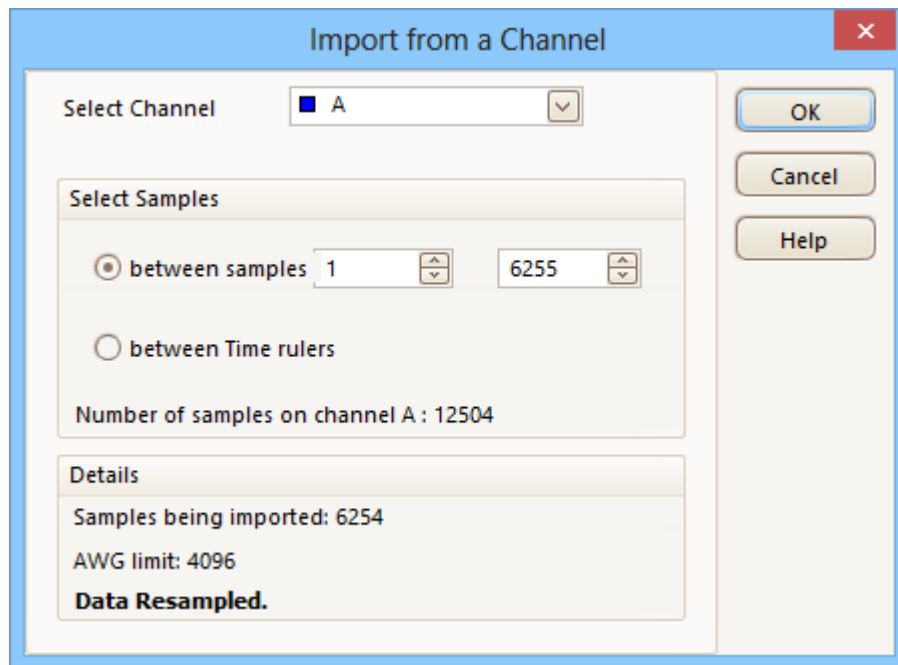 Import from a Channel
Select Channel A
OK
Cancel
Help
Select Samples
between samples 1 6255
between Time rulers
Number of samples on channel A : 12504
Details
Samples being imported: 6254
AWG limit: 4096
Data Resampled.